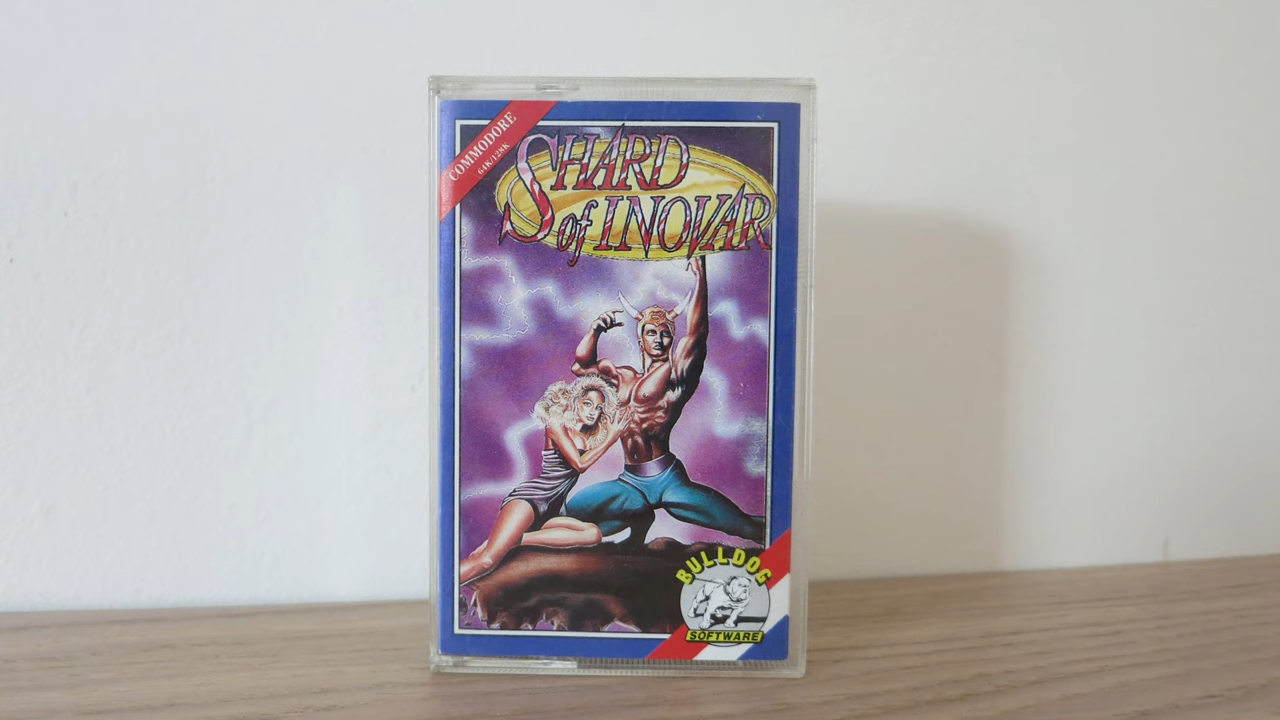 COMMODORE
64K/128K
SHARD
of INOVAR
BULLDOG
SOFTWARE